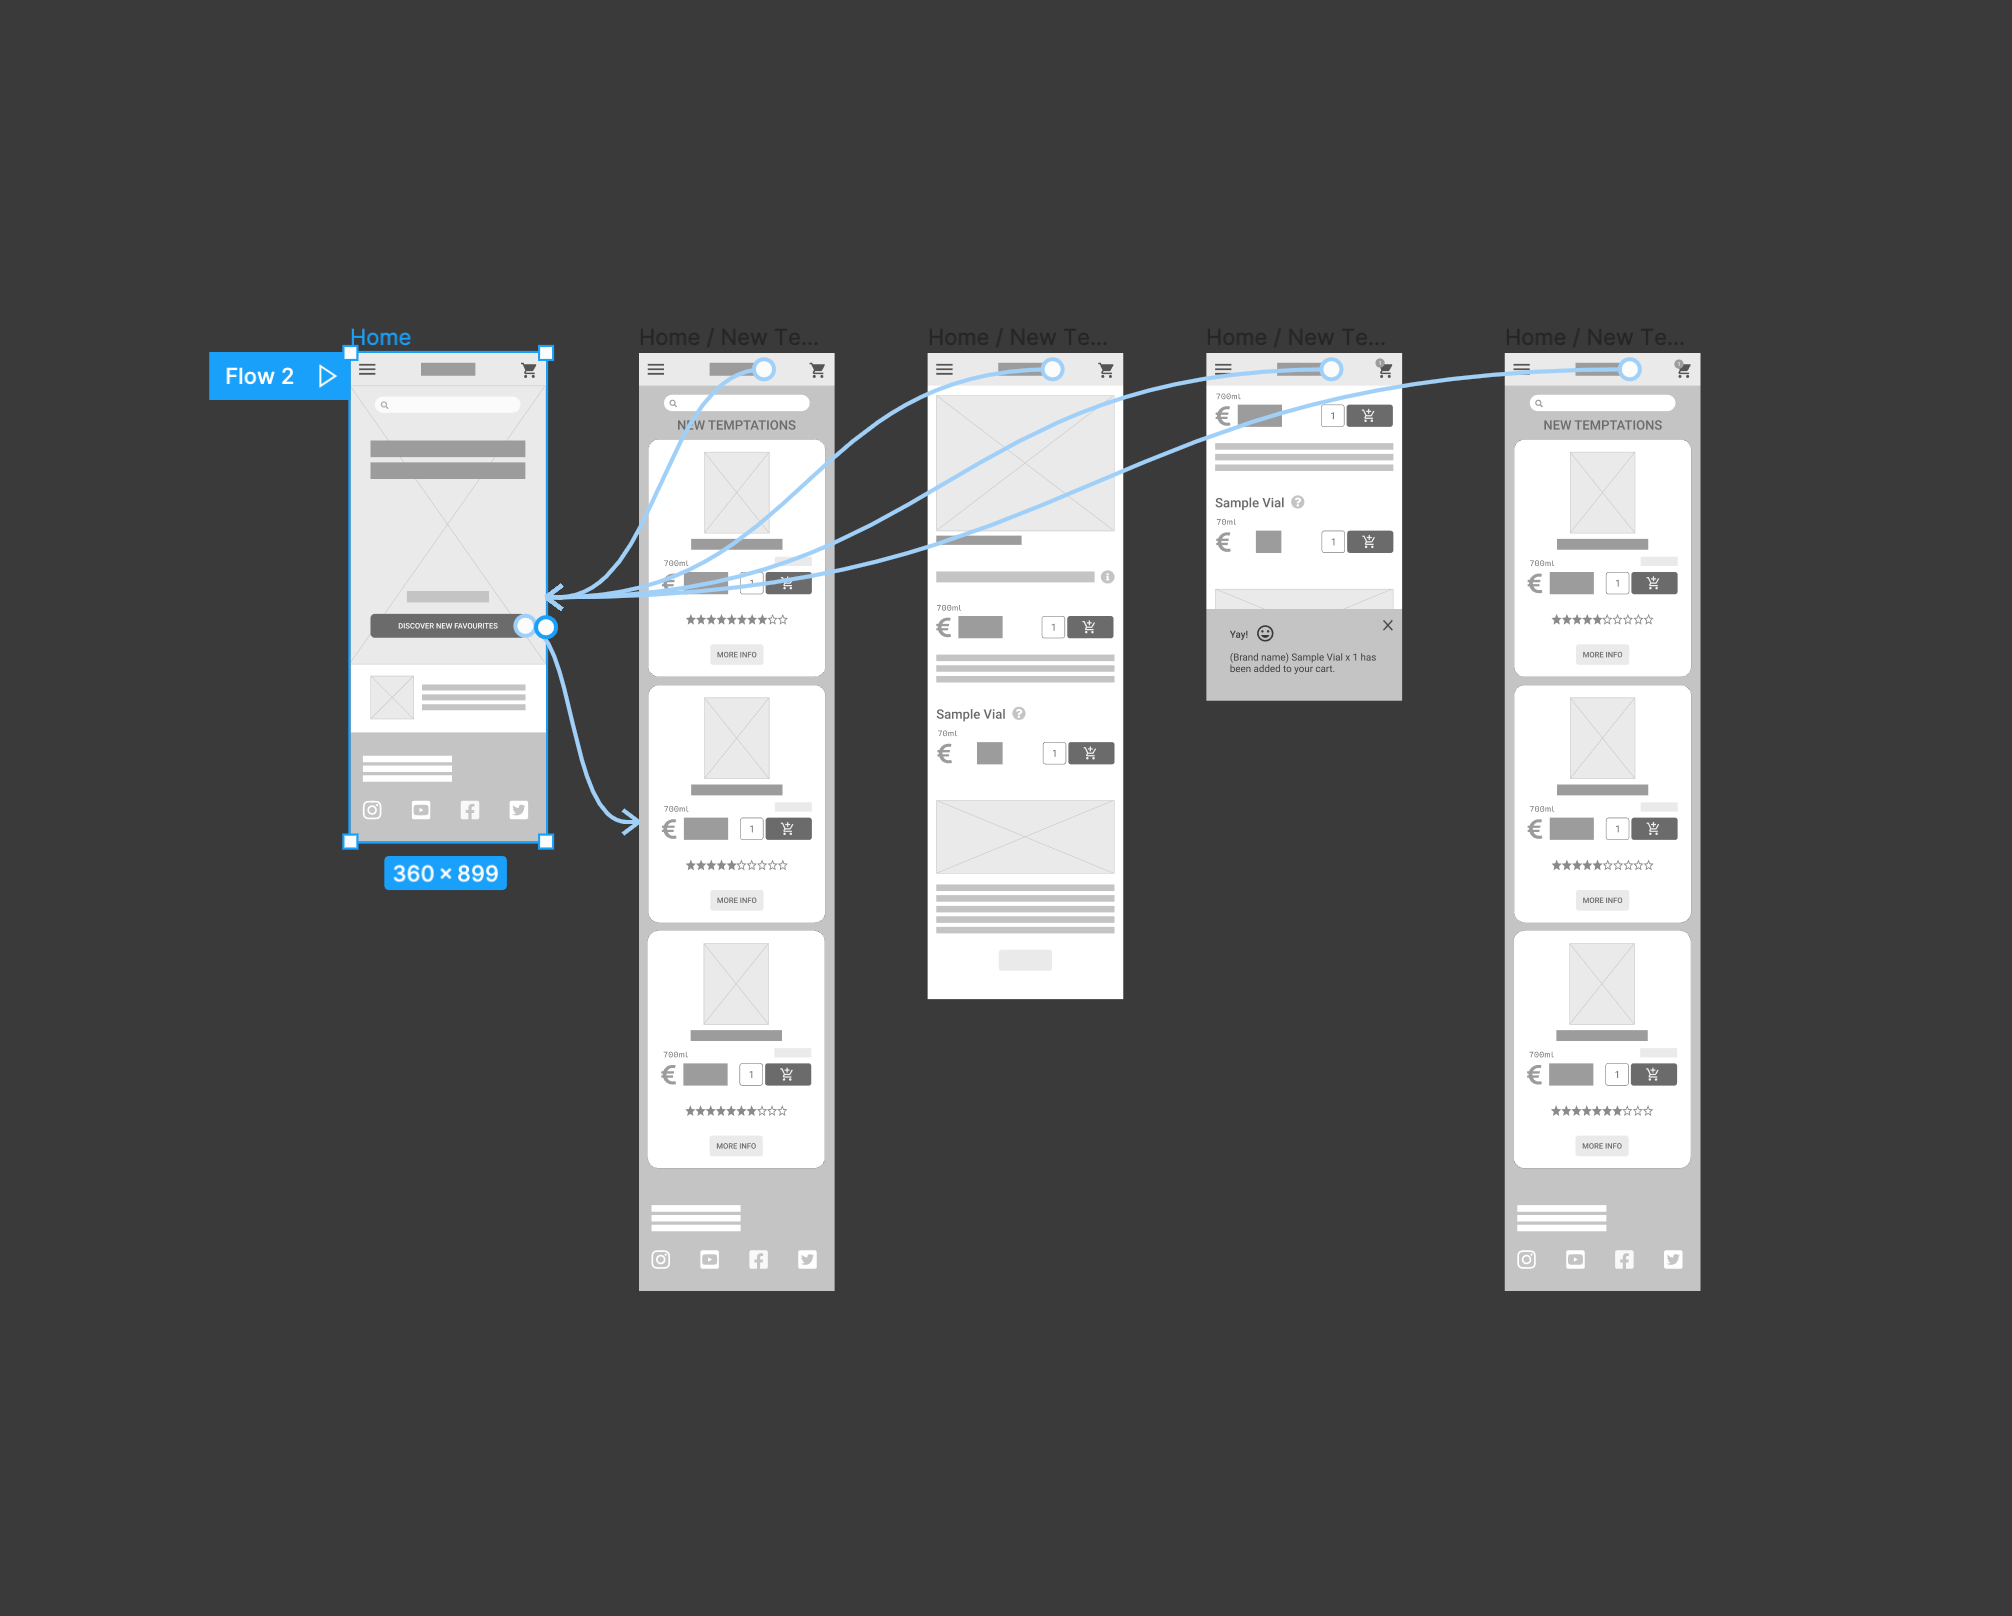 Flow 2
Home
DISCOVER NEW FAVOURITES
360 × 899
Home / New Te...
NEW TEMPTATIONS
700ml
€
1
MORE INFO
700ml
€
1
MORE INFO
700ml
€
1
MORE INFO
Home / New Te...
700ml
€
1
Sample Vial
70ml
€
1
Home / New Te...
700ml
€
1
Sample Vial
70ml
€
1
Yay!
(Brand name) Sample Vial x 1 has
been added to your cart.
Home / New Te...
NEW TEMPTATIONS
700ml
€
1
MORE INFO
700ml
€
1
MORE INFO
700ml
€
1
MORE INFO